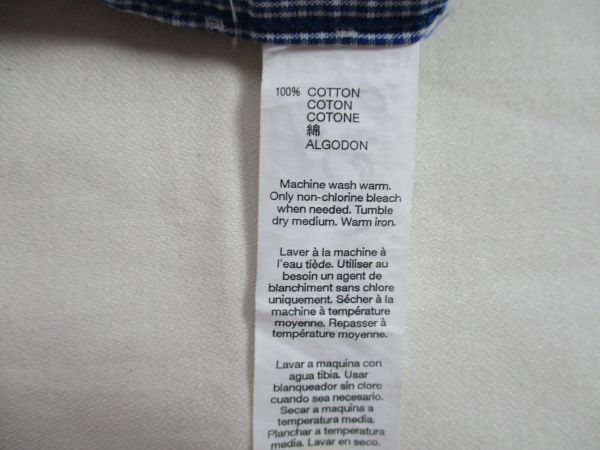 100% COTTON
COTON
COTONE
綿
ALGODON
Machine wash warm.
Only non-chlorine bleach
when needed. Tumble
dry medium. Warm iron.
Laver à la machine à
l'eau tiède. Utiliser au
besoin un agent de
blanchiment sans chlore
uniquement. Sécher à la
machine à température
moyenne. Repasser à
température moyenne.
Lavar a maquina con
agua tibia. Usar
blanqueador sin cloro
cuando sea necesario.
Secar a maquina a
temperatura media.
Planchar a temperatura
media. Lavar en seco.